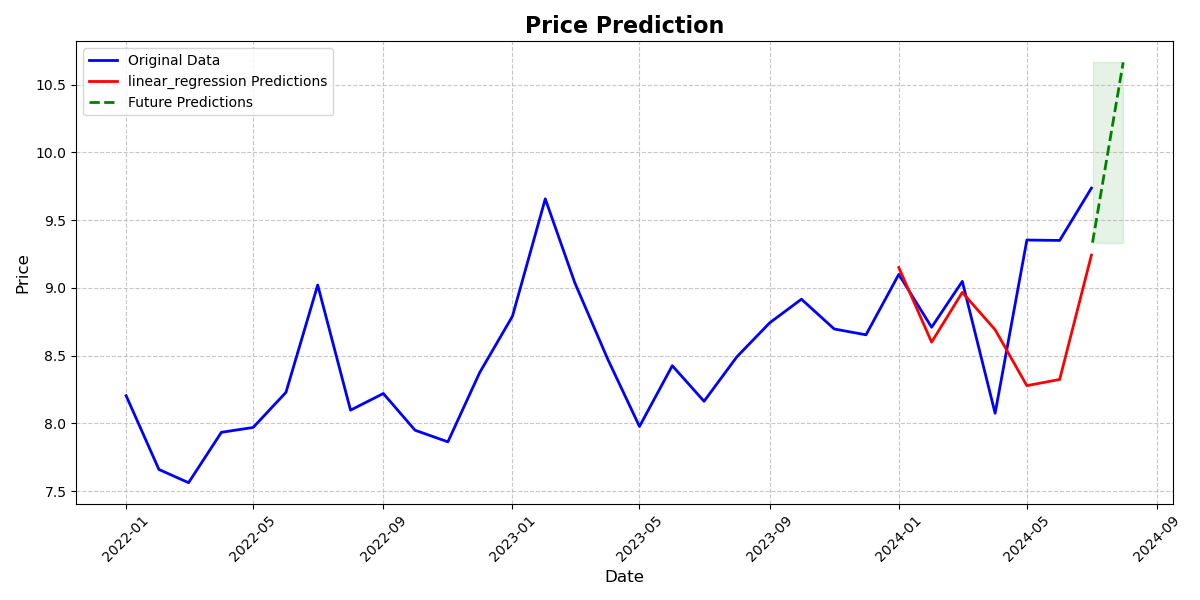 Price Prediction
Original Data
linear_regression Predictions
Future Predictions
Price
10.5
10.0
9.5
9.0
8.5
8.0
7.5
2022-01
2022-05
2022-09
2023-01
2023-05
2023-09
2024-01
2024-05
2024-09
Date